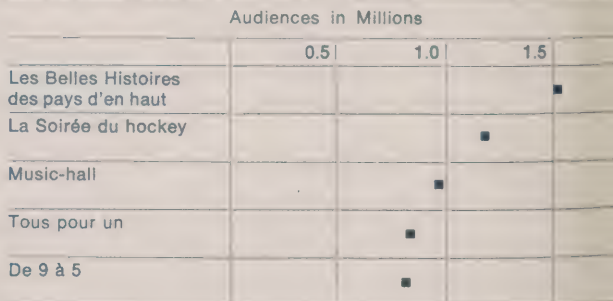 Audiences in Millions
0.5 1.0 1.5
Les Belles Histoires
des pays d'en haut
La Soirée du hockey
Music-hall
Tous pour un
De 9 à 5